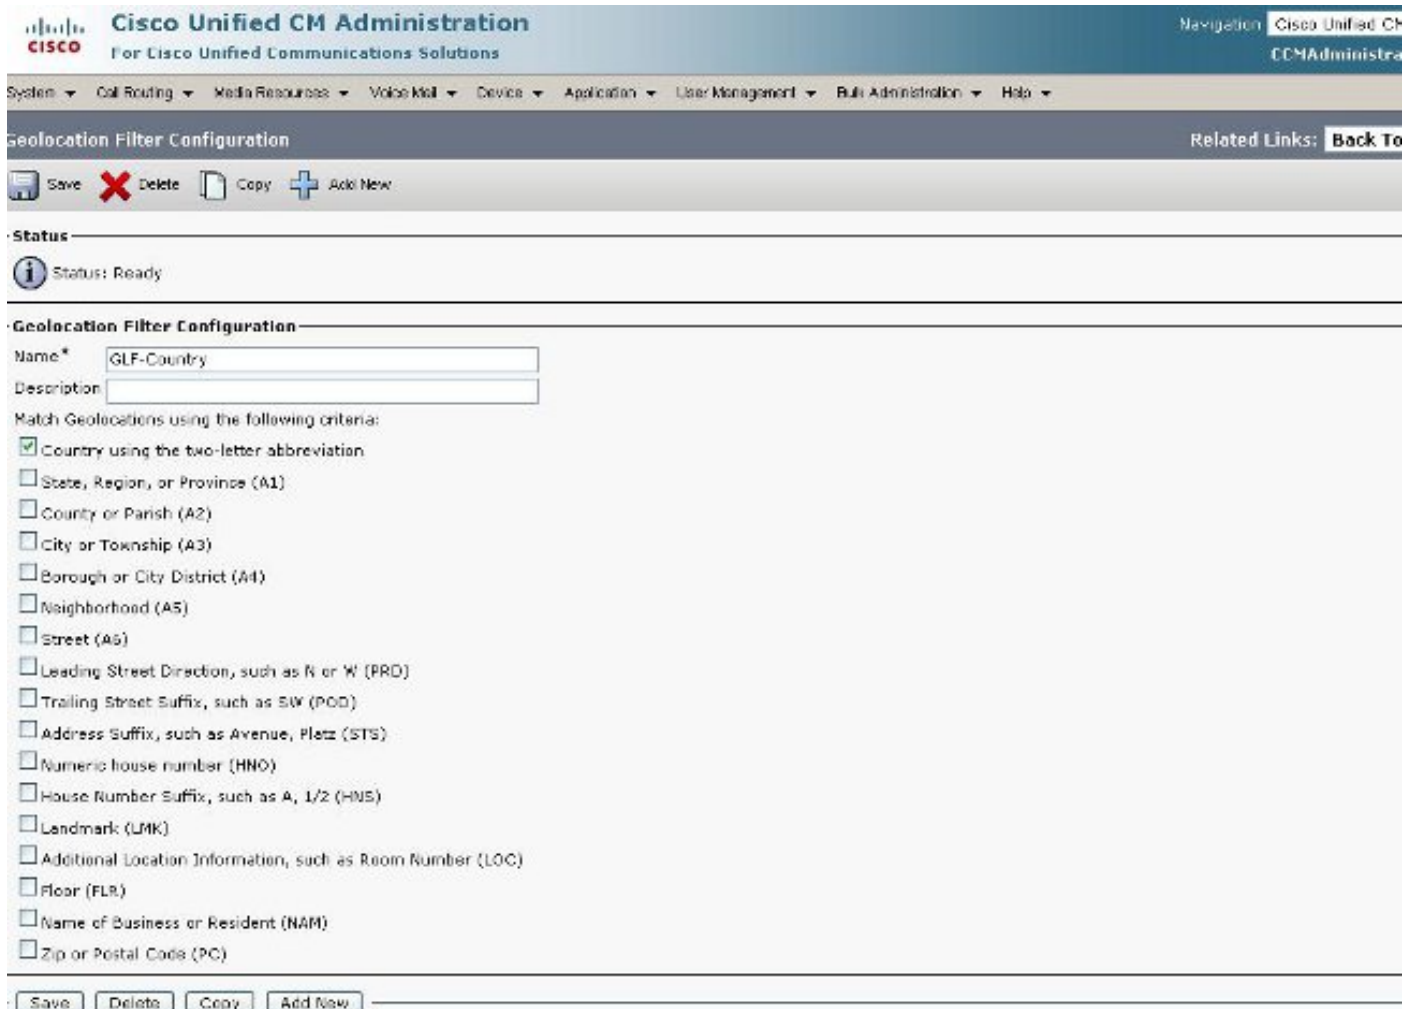 Cisco Unified CM Administration
CISCO
For Cisco Unified Communications Solutions
Navigation Cisco Unified CM
CCMAdministra
System Call Routing Media Resources Voice Mail Device Application User Management Bulk Administration Help
Geolocation Filter Configuration
Related Links: Back To
Save Delete Copy Add New
Status
Status: Ready
Geolocation Filter Configuration
Name* GLF-Country
Description
Match Geolocations using the following criteria:
Country using the two-letter abbreviation
State, Region, or Province (A1)
County or Parish (A2)
City or Township (A3)
Borough or City District (A4)
Neighborhood (A5)
Street (A6)
Leading Street Direction, such as N or W (PRD)
Trailing Street Suffix, such as SW (POD)
Address Suffix, such as Avenue, Platz (STS)
Numeric house number (HNO)
House Number Suffix, such as A, 1/2 (HNS)
Landmark (LMK)
Additional Location Information, such as Room Number (LOC)
Floor (FLR)
Name of Business or Resident (NAM)
Zip or Postal Code (PC)
Save Delete Copy Add New